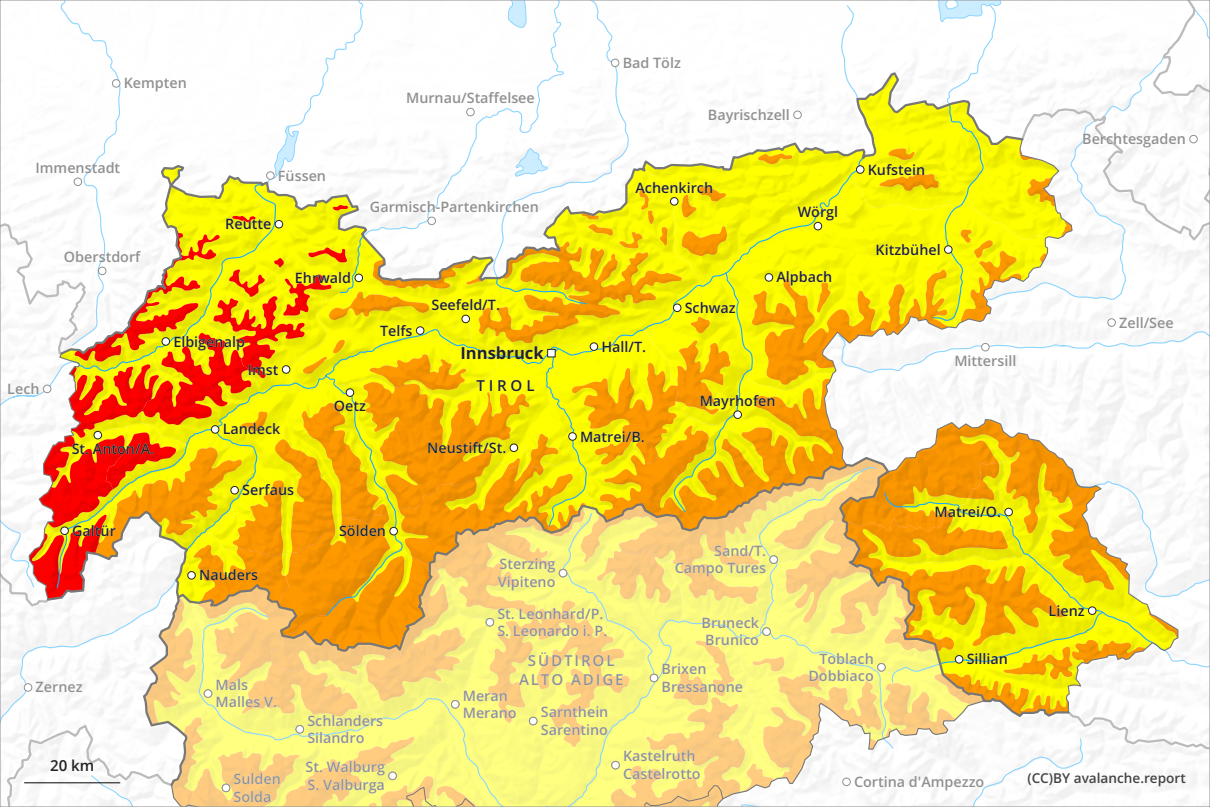 Kempten
Bad Tölz
Murnau/Staffelsee
Bayrischzell
Berchtesgaden
Immenstadt
Füssen
Kufstein
Achenkirch
Garmisch-Partenkirchen
Wörgl
Reutte
Kitzbühel
Oberstdorf
Ehrwald
Alpbach
Seefeld/T.
Schwaz
Zell/See
Telfs
Elbigenalp
Hall/T.
Innsbruck
Mittersill
Imst
TIROL
Lech
Oetz
Mayrhofen
Landeck
Matrei/B.
St. Anton/A.
Neustift/St.
Serfaus
Matrei/O.
Galtür
Sölden
Sterzing
Vipiteno
Sand/T.
Campo Tures
Nauders
Lienz
St. Leonhard/P.
S. Leonardo i. P.
Bruneck
Brunico
SÜDTIROL
ALTO ADIGE
Sillian
Toblach
Dobbiaco
Brixen
Bressanone
Zernez
Mals
Malles V.
Meran
Merano
Sarnthein
Sarentino
Schlanders
Silandro
Kastelruth
Castelrotto
St. Walburg
S. Valburga
20 km
Sulden
Solda
Cortina d'Ampezzo
(CC)BY avalanche.report